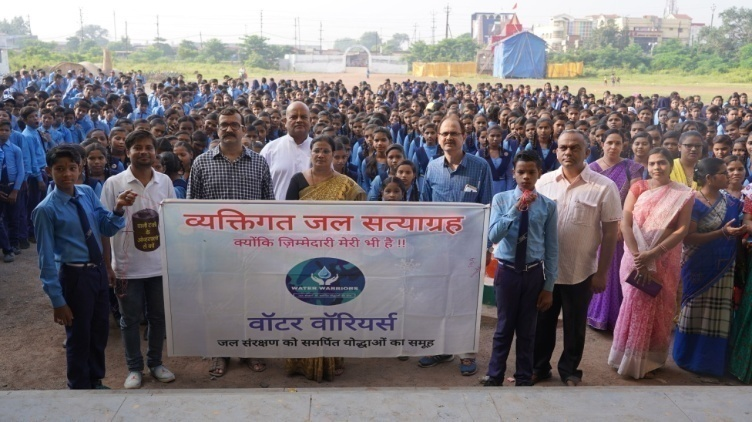 व्यक्तिगत जल सत्याग्रह
क्योंकि ज़िम्मेदारी मेरी भी है !!
WATER WARRIORS
वॉटर वॉरियर्स
जल संरक्षण को समर्पित योद्धाओं का समूह